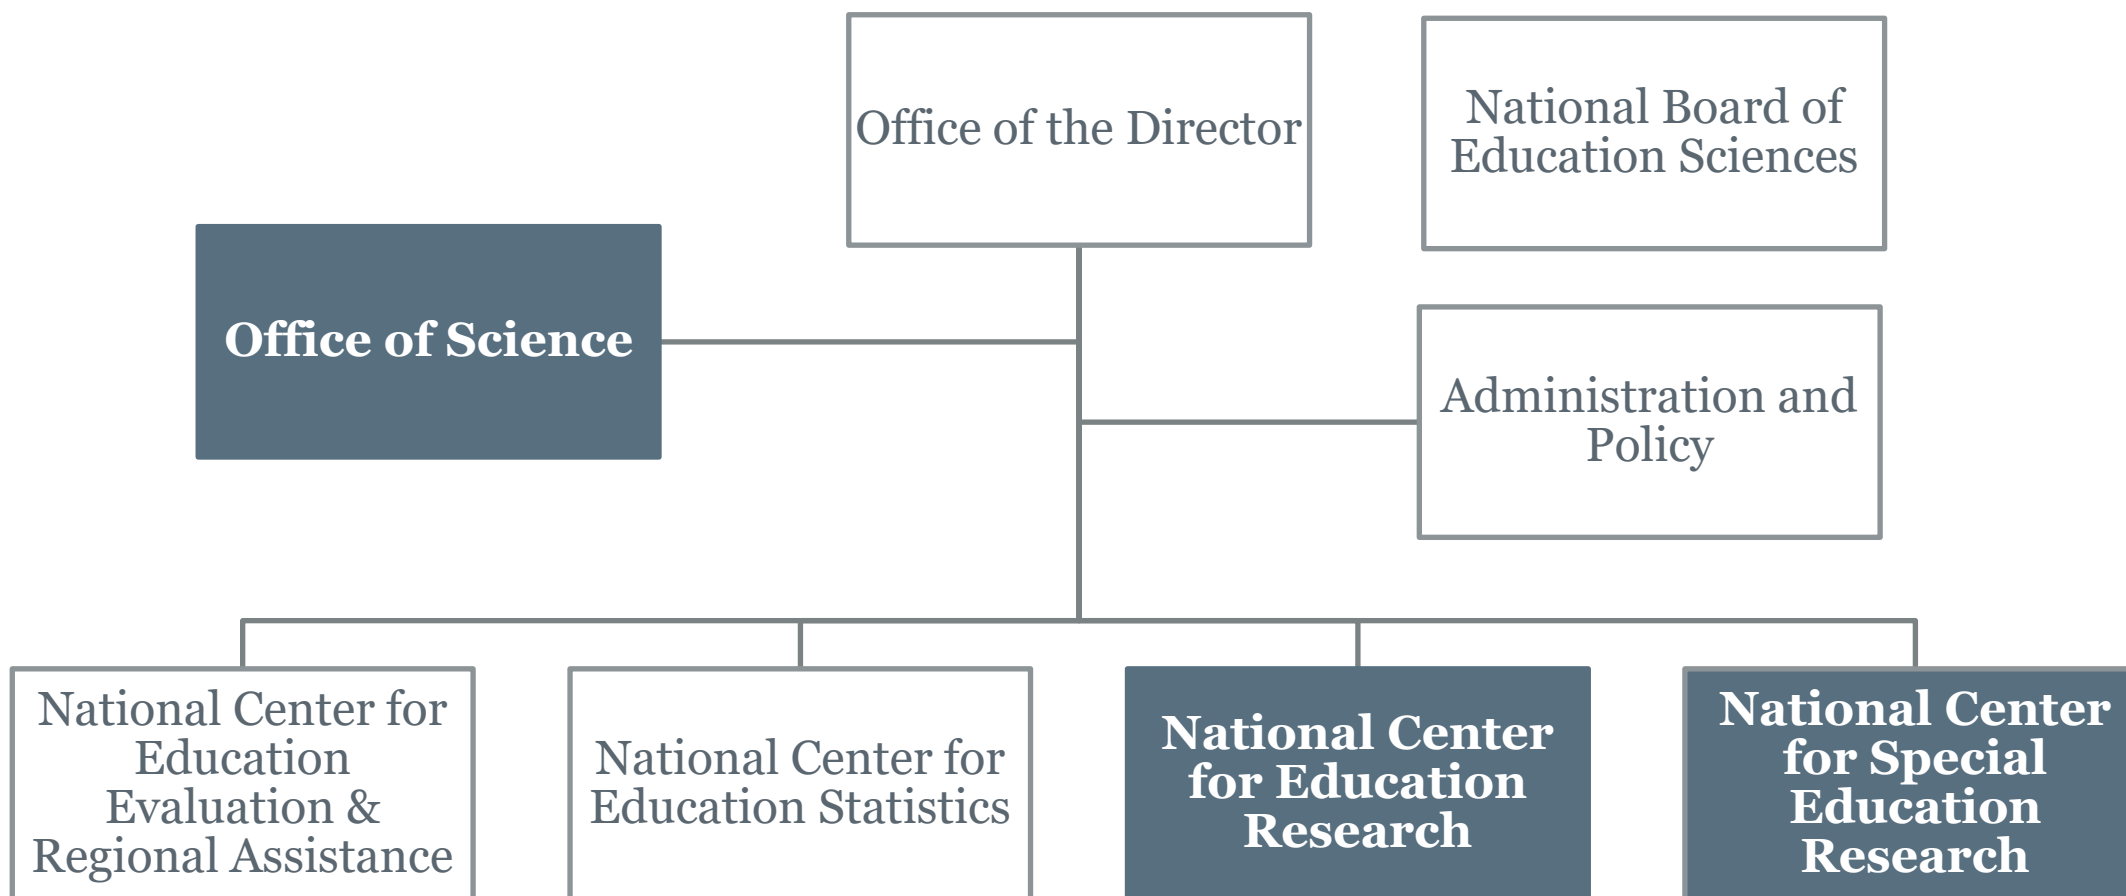 Office of the Director
National Board of
Education Sciences
Office of Science
Administration and
Policy
National Center for
Education
Evaluation &
Regional Assistance
National Center for
Education Statistics
National Center
for Education
Research
National Center
for Special
Education
Research